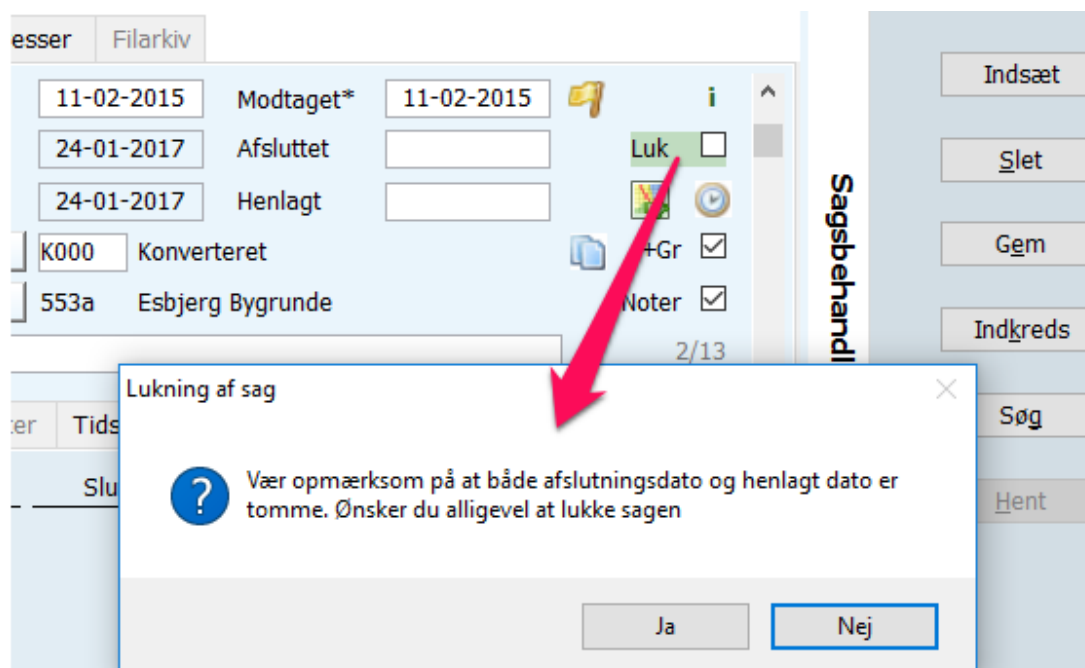 esser Filarkiv
11-02-2015 Modtaget* 11-02-2015 i
24-01-2017 Afsluttet Luk
24-01-2017 Henlagt
K000 Konverteret +Gr
553a Esbjerg Bygrunde Noter
2/13
er Tids
Slu
Lukning af sag
Vær opmærksom på at både afslutningsdato og henlagt dato er
tomme. Ønsker du alligevel at lukke sagen
Ja Nej
Sagsbehandl
Indsæt
Slet
Gem
Indkreds
Søg
Hent